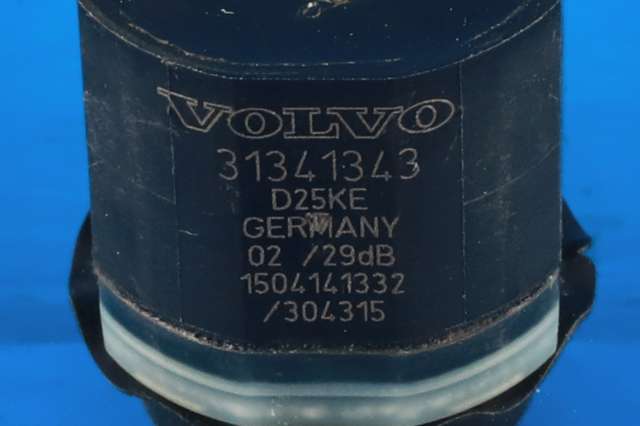 VOLVO
31341343
D25KE
GERMANY
02 /29dB
1504141332
/304315